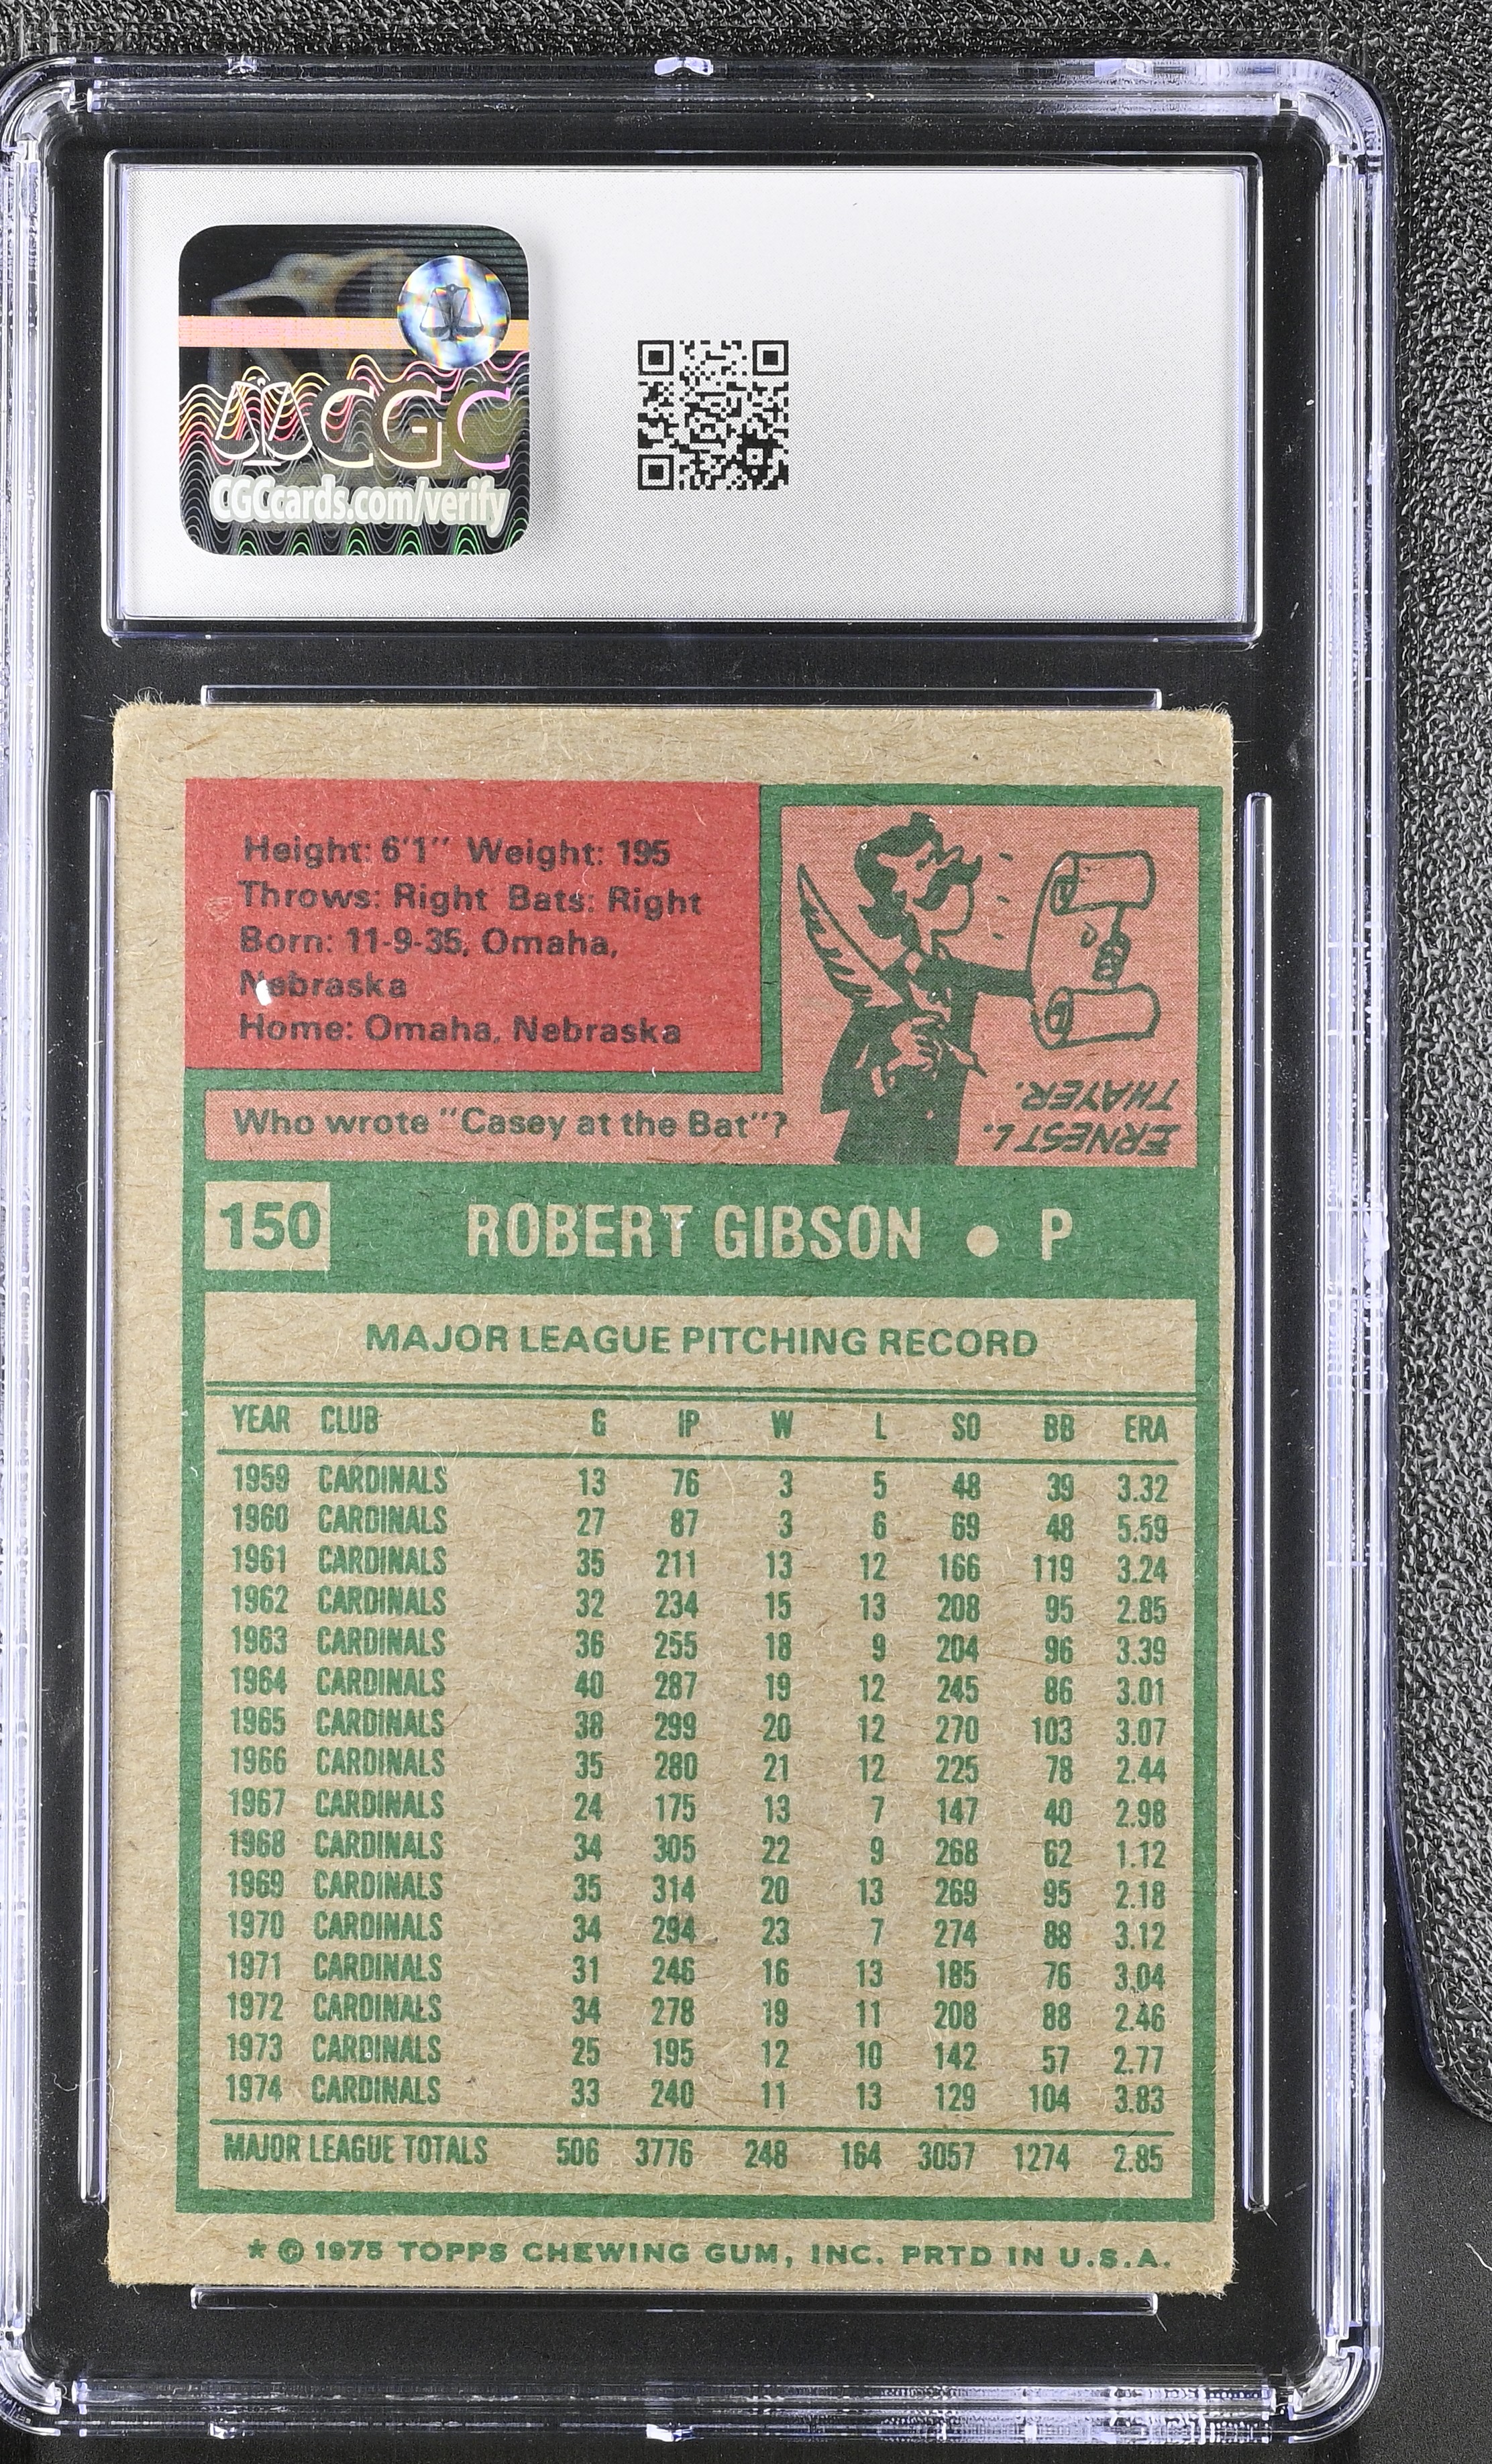 CGC
CGCcards.com/verify
Height: 6'1" Weight: 195
Throws: Right Bats: Right
Born: 11-9-35, Omaha,
Nebraska
Home: Omaha, Nebraska
Who wrote "Casey at the Bat"?
ERNEST L.
THAYER.
150 ROBERT GIBSON • P
MAJOR LEAGUE PITCHING RECORD
YEAR CLUB G IP W L SO BB ERA
1959 CARDINALS 13 76 3 5 48 39 3.32
1960 CARDINALS 27 87 3 6 69 48 5.59
1961 CARDINALS 35 211 13 12 166 119 3.24
1962 CARDINALS 32 234 15 13 208 95 2.85
1963 CARDINALS 36 255 18 9 204 96 3.39
1964 CARDINALS 40 287 19 12 245 86 3.01
1965 CARDINALS 38 299 20 12 270 103 3.07
1966 CARDINALS 35 280 21 12 225 78 2.44
1967 CARDINALS 24 175 13 7 147 40 2.98
1968 CARDINALS 34 305 22 9 268 62 1.12
1969 CARDINALS 35 314 20 13 269 95 2.18
1970 CARDINALS 34 294 23 7 274 88 3.12
1971 CARDINALS 31 246 16 13 185 76 3.04
1972 CARDINALS 34 278 19 11 208 88 2.46
1973 CARDINALS 25 195 12 10 142 57 2.77
1974 CARDINALS 33 240 11 13 129 104 3.83
MAJOR LEAGUE TOTALS 506 3776 248 164 3057 1274 2.85
* © 1975 TOPPS CHEWING GUM, INC. PRTD IN U.S.A.